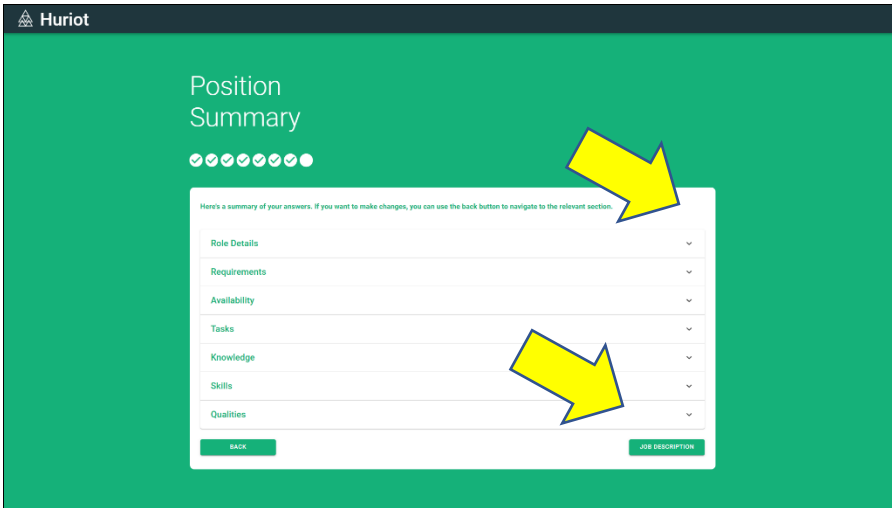 Huriot
Position
Summary
Here's a summary of your answers. If you want to make changes, you can use the back button to navigate to the relevant section.
Role Details
Requirements
Availability
Tasks
Knowledge
Skills
Qualities
BACK
JOB DESCRIPTION